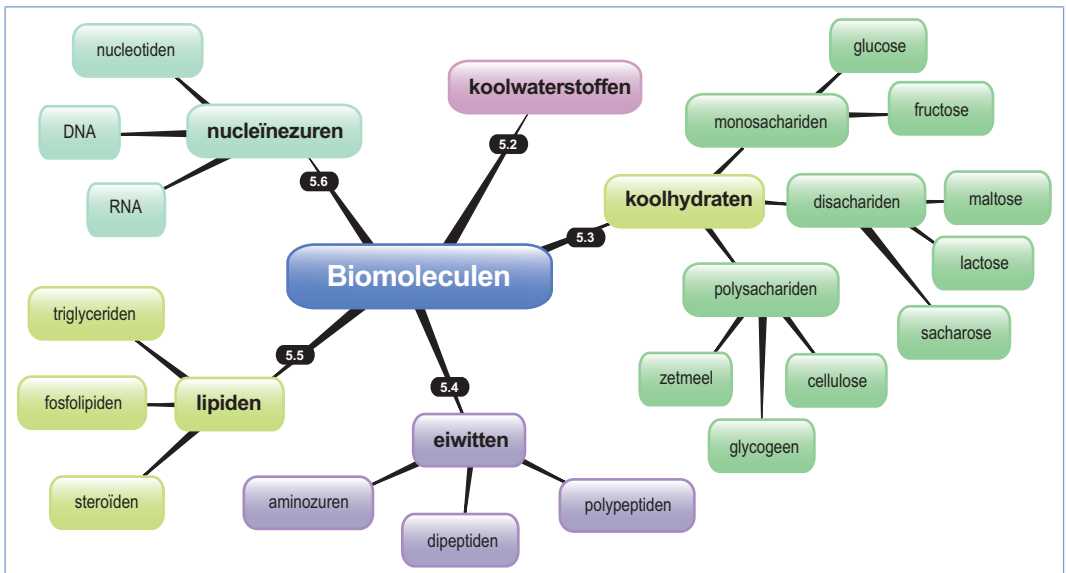 nucleotiden
DNA
RNA
nucleïnezuren
5.6
koolwaterstoffen
5.2
glucose
fructose
monosachariden
koolhydraten
5.3
disachariden
maltose
lactose
sacharose
polysachariden
zetmeel
glycogeen
cellulose
Biomoleculen
triglyceriden
fosfolipiden
steroïden
lipiden
5.5
5.4
eiwitten
aminozuren
dipeptiden
polypeptiden